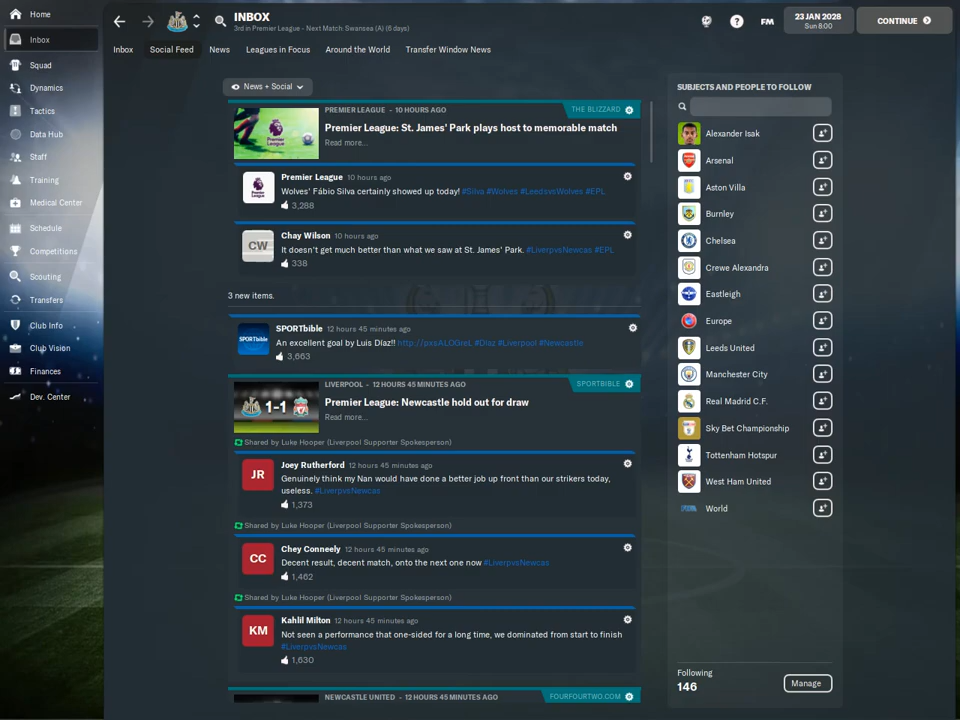 INBOX
3rd in Premier League - Next Match: Swansea (A) (6 days)
?
FM
23 JAN 2028
Sun 8:00
CONTINUE
Home
Inbox
Squad
Dynamics
Tactics
Data Hub
Staff
Training
Medical Center
Schedule
Competitions
Scouting
Transfers
Club Info
Club Vision
Finances
Dev. Center
Inbox
Social Feed
News
Leagues in Focus
Around the World
Transfer Window News
News + Social
PREMIER LEAGUE - 10 HOURS AGO
THE BLIZZARD
Premier League: St. James' Park plays host to memorable match
Read more...
Premier League 10 hours ago
Wolves' Fábio Silva certainly showed up today! #Silva #Wolves #LeedsvsWolves #EPL
3,288
CW
Chay Wilson 10 hours ago
It doesn't get much better than what we saw at St. James' Park. #LiverpvsNewcas #EPL
338
3 new items.
SPORTbible
SPORTbible 12 hours 45 minutes ago
An excellent goal by Luis Díaz!! http://pxsALOGreL #Díaz #Liverpool #Newcastle
3,663
LIVERPOOL - 12 HOURS 45 MINUTES AGO
SPORTBIBLE
1-1
Premier League: Newcastle hold out for draw
Read more...
Shared by Luke Hooper (Liverpool Supporter Spokesperson)
JR
Joey Rutherford 12 hours 45 minutes ago
Genuinely think my Nan would have done a better job up front than our strikers today,
useless. #LiverpvsNewcas
1,373
Shared by Luke Hooper (Liverpool Supporter Spokesperson)
CC
Chey Conneely 12 hours 45 minutes ago
Decent result, decent match, onto the next one now #LiverpvsNewcas
1,462
Shared by Luke Hooper (Liverpool Supporter Spokesperson)
KM
Kahlil Milton 12 hours 45 minutes ago
Not seen a performance that one-sided for a long time, we dominated from start to finish
#LiverpvsNewcas
1,630
NEWCASTLE UNITED - 12 HOURS 45 MINUTES AGO
FOURFOURTWO.COM
SUBJECTS AND PEOPLE TO FOLLOW
Alexander Isak
Arsenal
Aston Villa
Burnley
Chelsea
Crewe Alexandra
Eastleigh
Europe
Leeds United
Manchester City
Real Madrid C.F.
Sky Bet Championship
Tottenham Hotspur
West Ham United
FIFA
World
Following
146
Manage